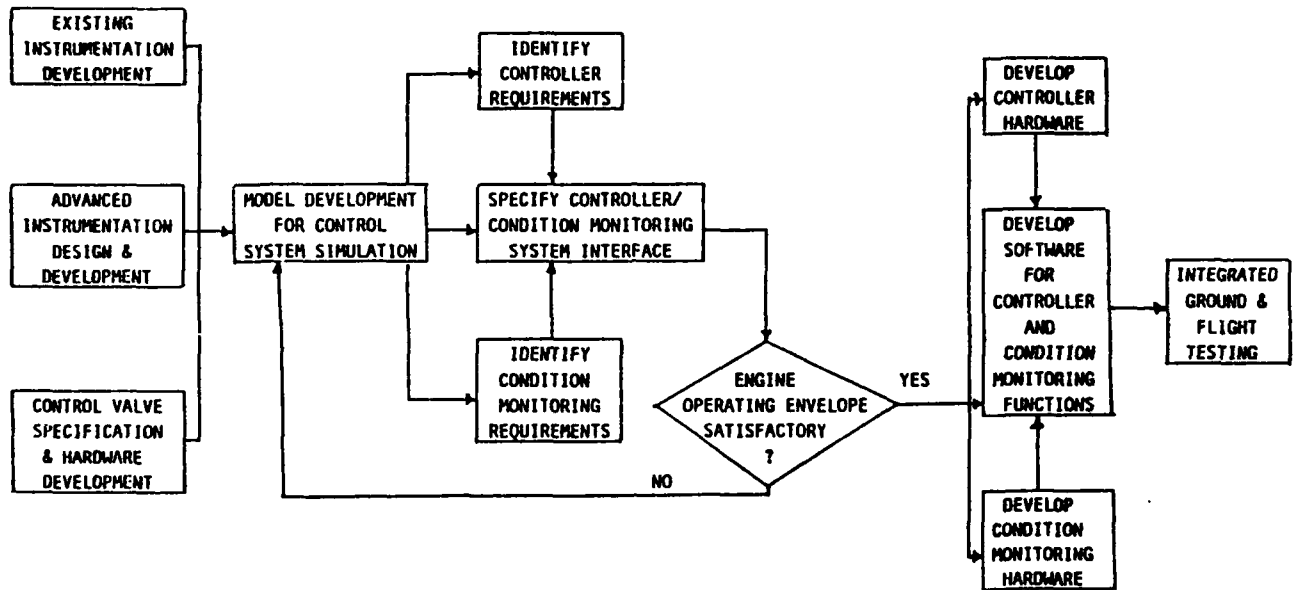 EXISTING
INSTRUMENTATION
DEVELOPMENT
ADVANCED
INSTRUMENTATION
DESIGN &
DEVELOPMENT
CONTROL VALVE
SPECIFICATION
& HARDWARE
DEVELOPMENT
MODEL DEVELOPMENT
FOR CONTROL
SYSTEM SIMULATION
IDENTIFY
CONTROLLER
REQUIREMENTS
SPECIFY CONTROLLER/
CONDITION MONITORING
SYSTEM INTERFACE
IDENTIFY
CONDITION
MONITORING
REQUIREMENTS
ENGINE
OPERATING ENVELOPE
SATISFACTORY
?
YES
NO
DEVELOP
CONTROLLER
HARDWARE
DEVELOP
SOFTWARE
FOR
CONTROLLER
AND
CONDITION
MONITORING
FUNCTIONS
DEVELOP
CONDITION
MONITORING
HARDWARE
INTEGRATED
GROUND &
FLIGHT
TESTING